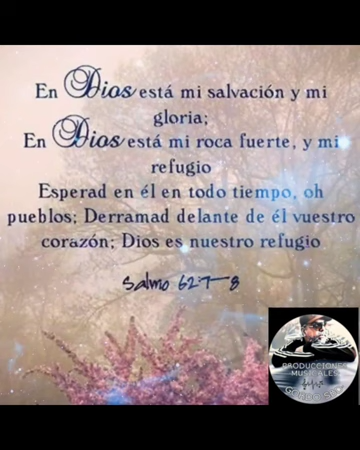 En Dios está mi salvación y mi
gloria;
En Dios está mi roca fuerte, y mi
refugio
Esperad en él en todo tiempo, oh
pueblos; Derramad delante de él vuestro
corazón; Dios es nuestro refugio
Salmo 62:7-8
PRODUCCIONES
MUSICALES